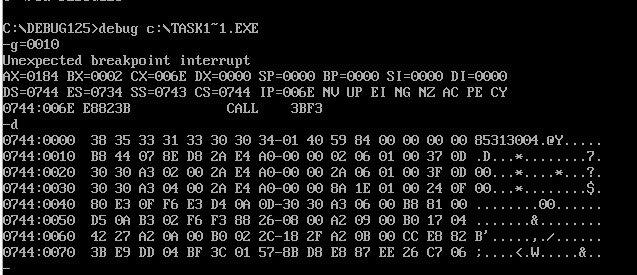 C:\DEBUG125>debug c:\TASK1~1.EXE
-g=0010
Unexpected breakpoint interrupt
AX=0184 BX=0002 CX=006E DX=0000 SP=0000 BP=0000 SI=0000 DI=0000
DS=0744 ES=0734 SS=0743 CS=0744 IP=006E NV UP EI NG NZ AC PE CY
0744:006E E8823B CALL 3BF3
-d
0744:0000 38 35 33 31 33 30 30 34-01 40 59 84 00 00 00 00 85313004.@Y.....
0744:0010 B8 44 07 8E D8 2A E4 A0-00 00 02 06 01 00 37 0D .D...*........7.
0744:0020 30 30 A3 02 00 2A E4 A0-00 00 2A 06 01 00 3F 0D 00...*....*...?.
0744:0030 30 30 A3 04 00 2A E4 A0-00 00 8A 1E 01 00 24 0F 00...*........$.
0744:0040 80 E3 0F F6 E3 D4 0A 0D-30 30 A3 06 00 B8 81 00 ........00......
0744:0050 D5 0A B3 02 F6 F3 88 26-08 00 A2 09 00 B0 17 04 .......&........
0744:0060 42 27 A2 0A 00 B0 02 2C-18 2F A2 0B 00 CC E8 82 B'.....,./......
0744:0070 3B E9 DD 04 BF 3C 01 57-8B D8 E8 87 EE 26 C7 06 ;....<.W.....&..
-